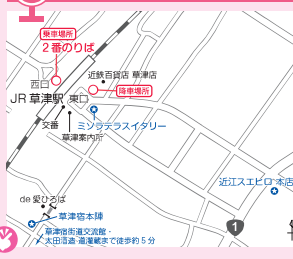 乗車場所
2番のりば
西口
近鉄百貨店 草津店
降車場所
JR 草津駅 東口
交番
ミソラテラスイタリー
草津案内所
近江スエヒロ 本店
de 愛ひろば
草津宿本陣
1
草津宿街道交流館・
太田酒造 道灌蔵まで徒歩約5分